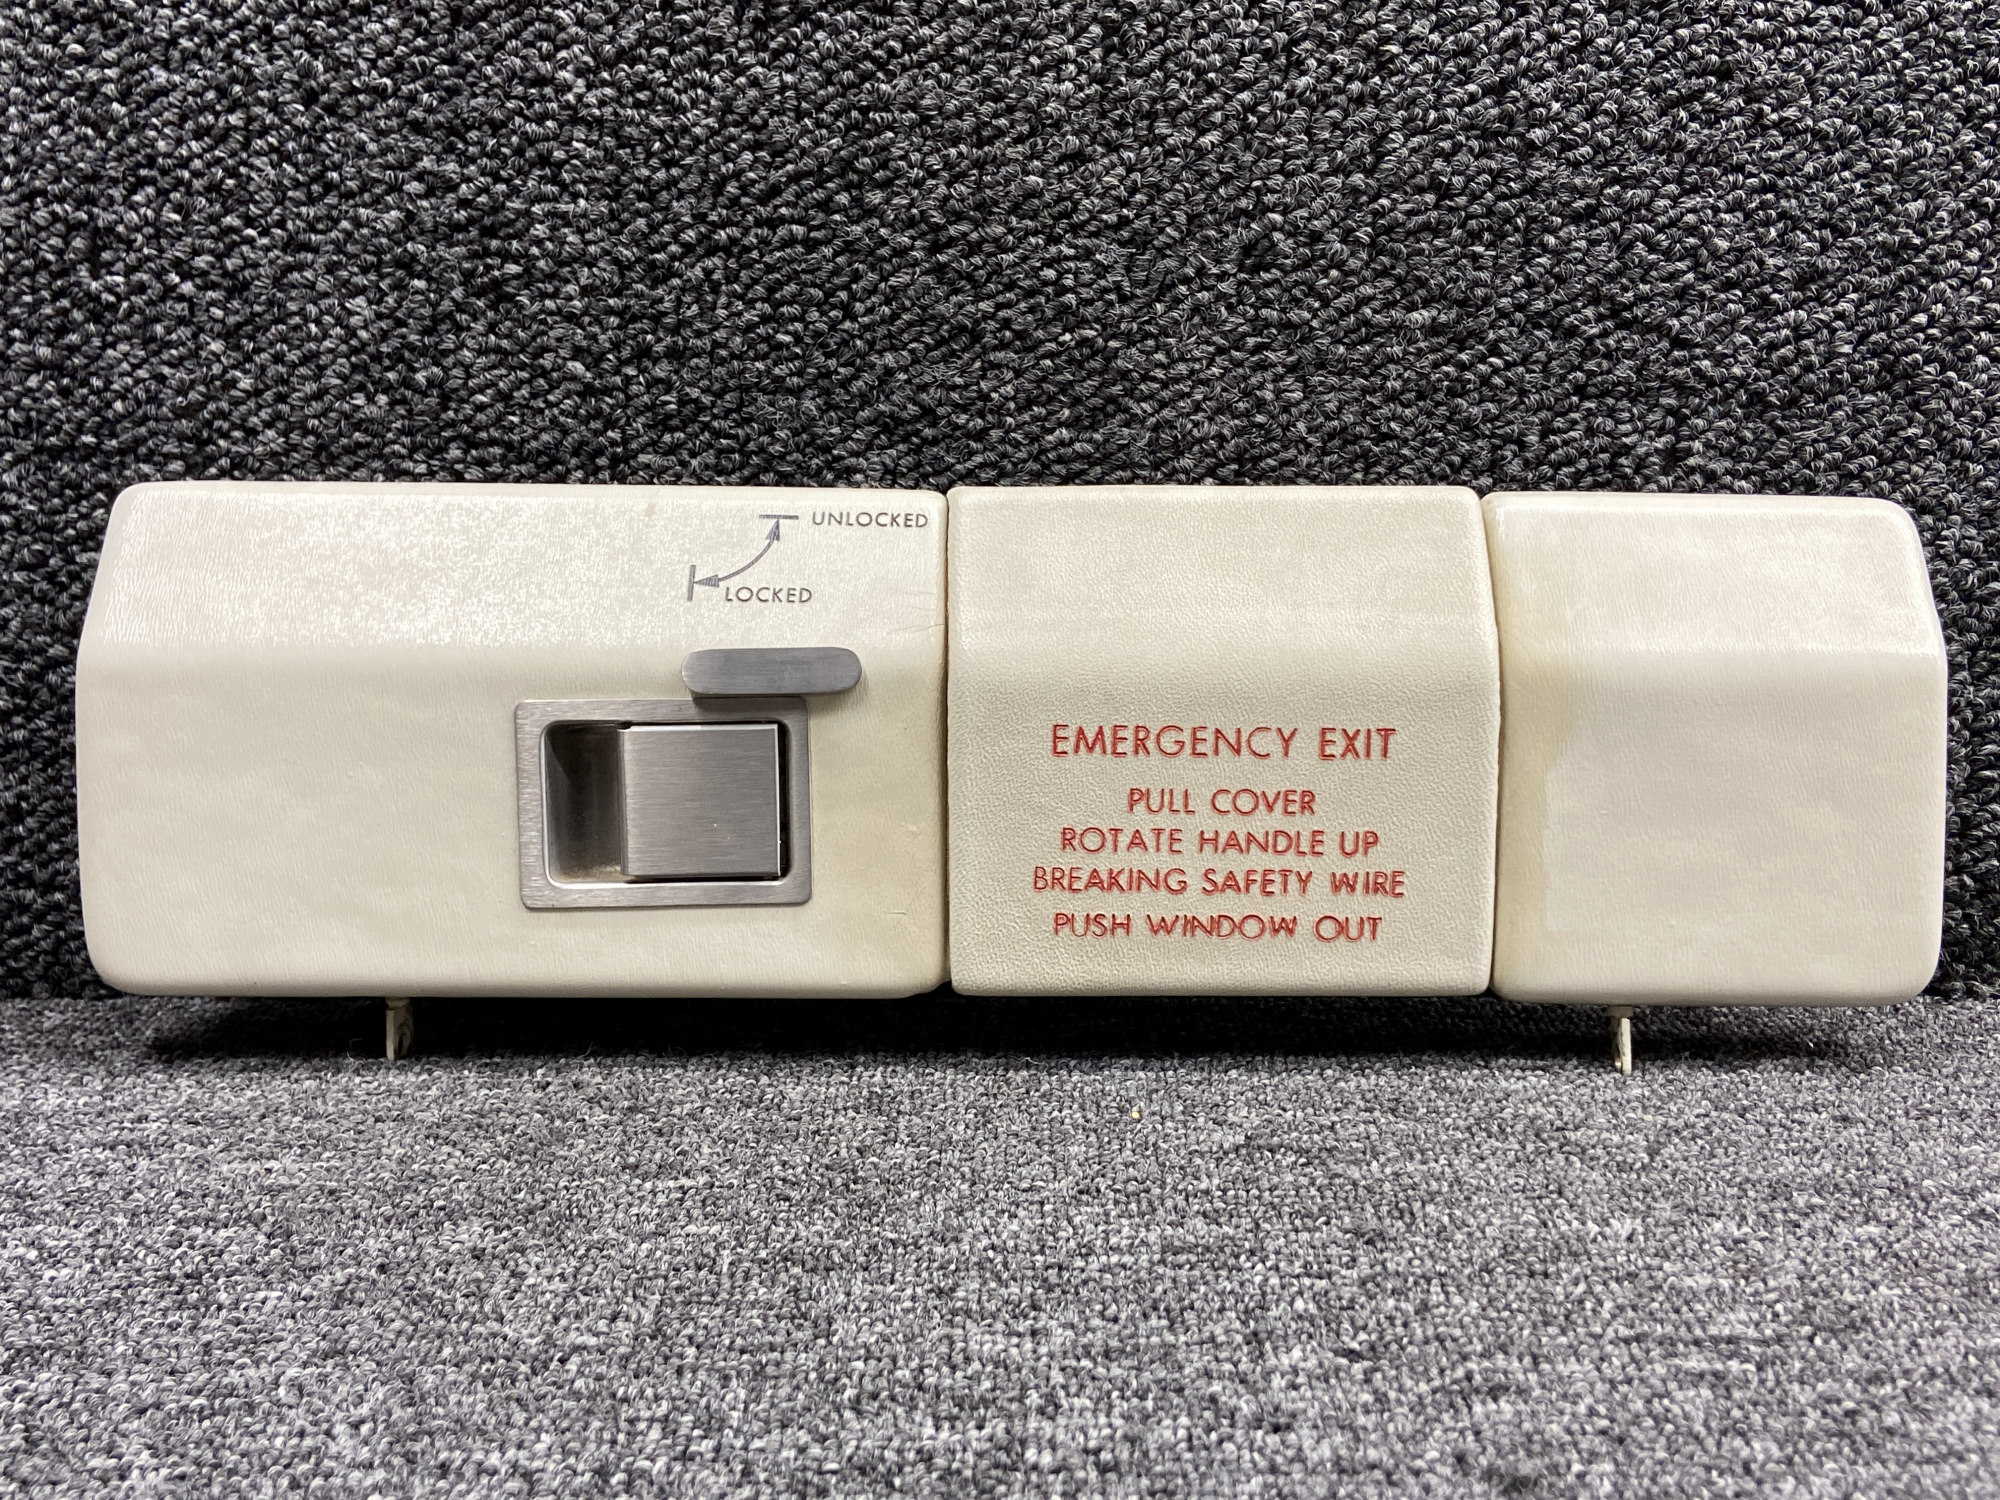 UNLOCKED
LOCKED
EMERGENCY EXIT
PULL COVER
ROTATE HANDLE UP
BREAKING SAFETY WIRE
PUSH WINDOW OUT